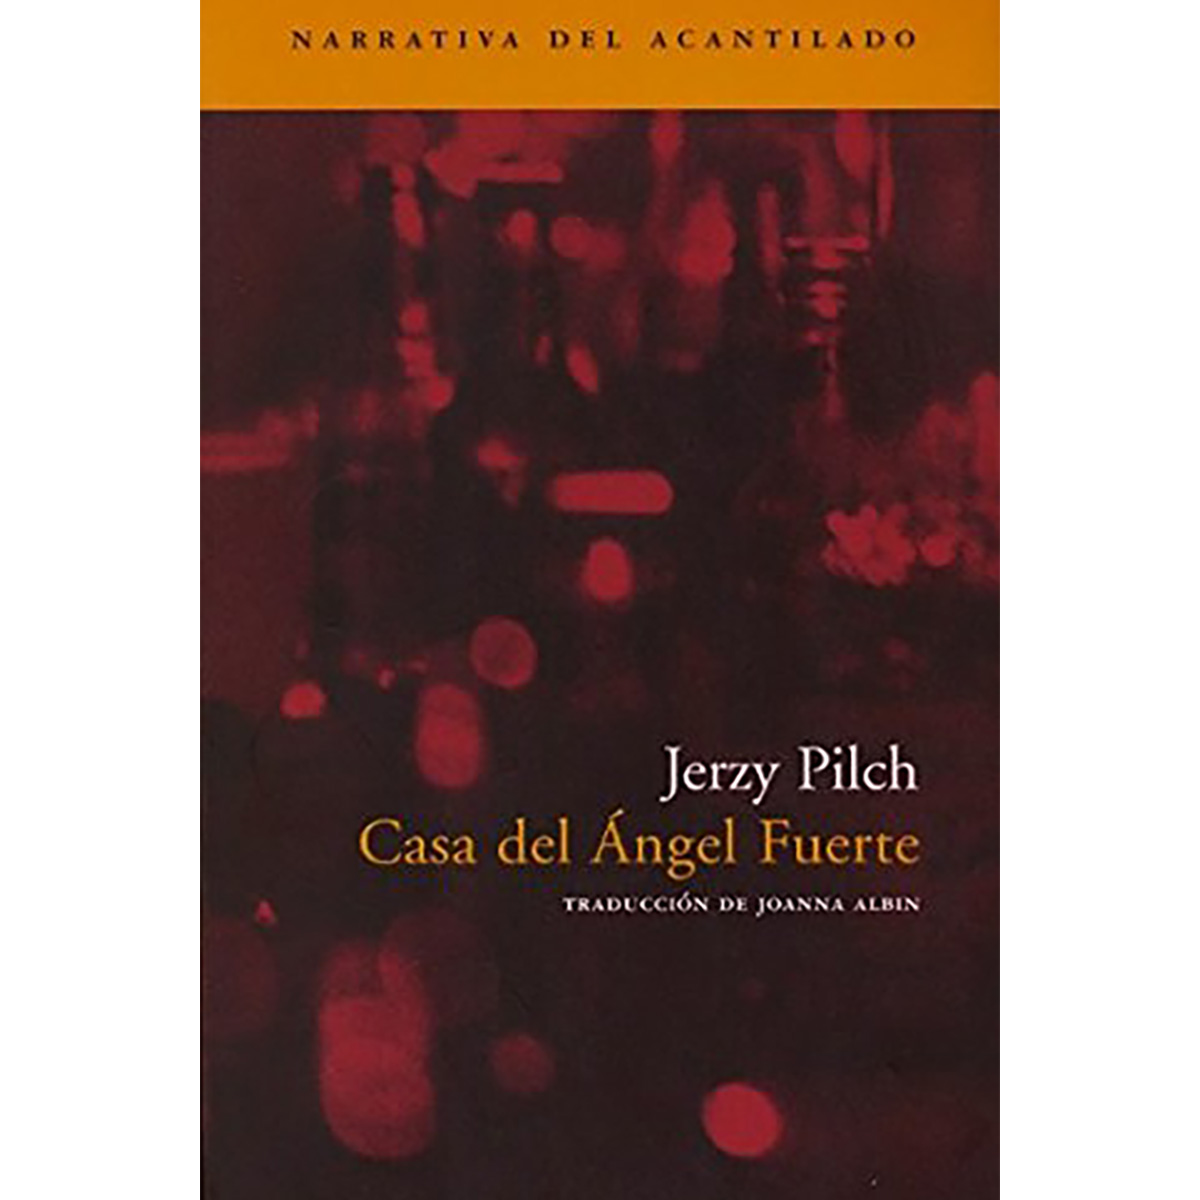 NARRATIVA DEL ACANTILADO
Jerzy Pilch
Casa del Ángel Fuerte
TRADUCCIÓN DE JOANNA ALBIN